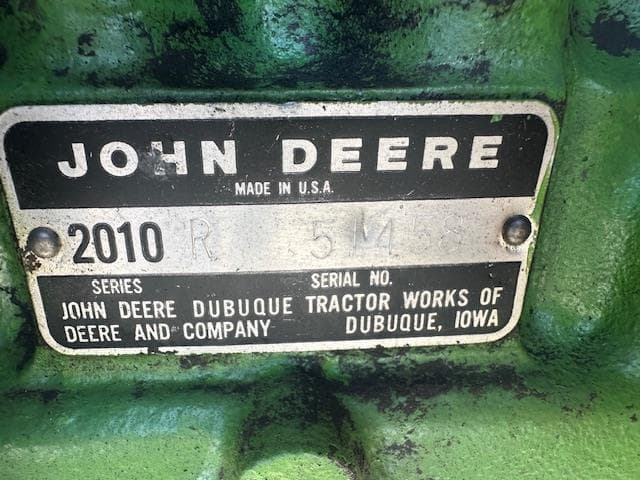 JOHN DEERE
MADE IN U.S.A.
2010 R
SERIES SERIAL NO.
JOHN DEERE DUBUQUE TRACTOR WORKS OF
DEERE AND COMPANY DUBUQUE, IOWA